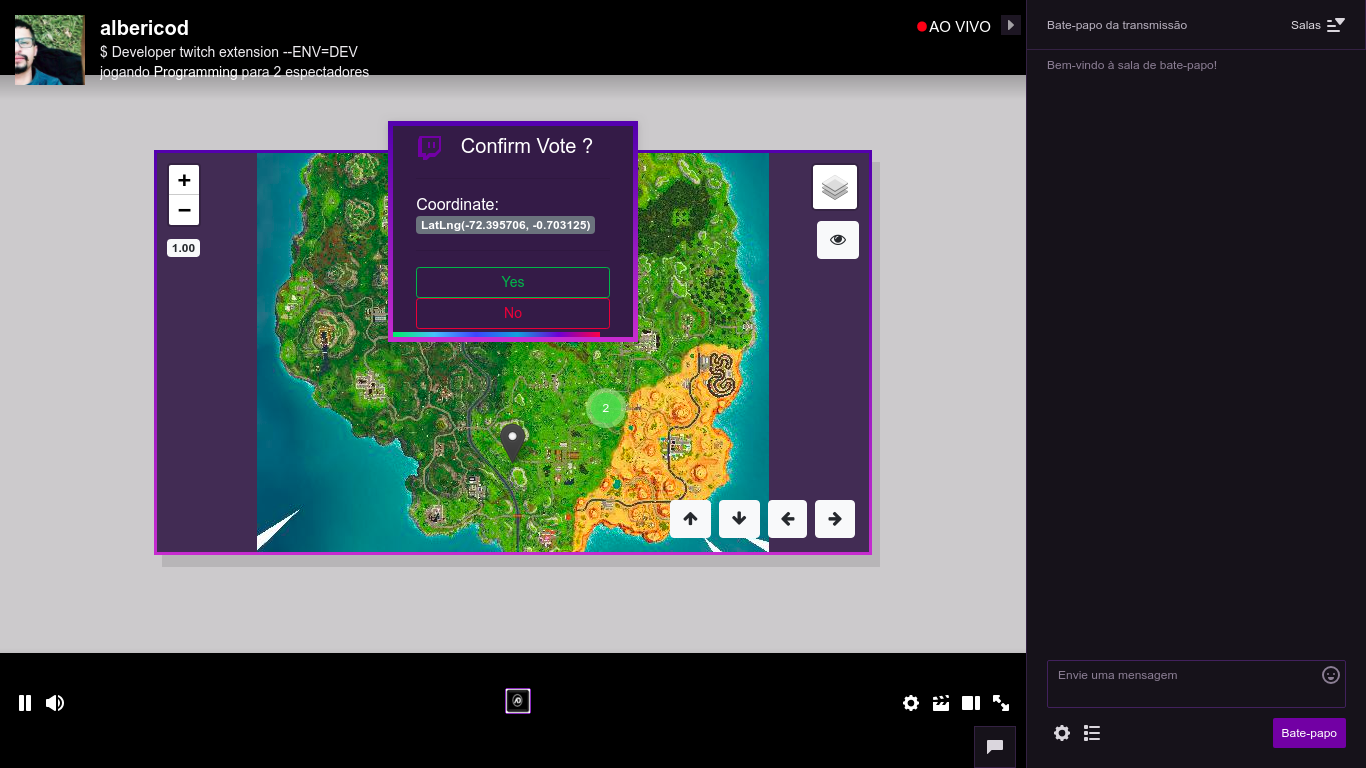 albericod
$ Developer twitch extension --ENV=DEV
jogando Programming para 2 espectadores
AO VIVO
Confirm Vote ?
Coordinate:
LatLng(-72.395706, -0.703125)
Yes
No
+
−
1.00
2
Bate-papo da transmissão
Salas
Bem-vindo à sala de bate-papo!
Envie uma mensagem
Bate-papo